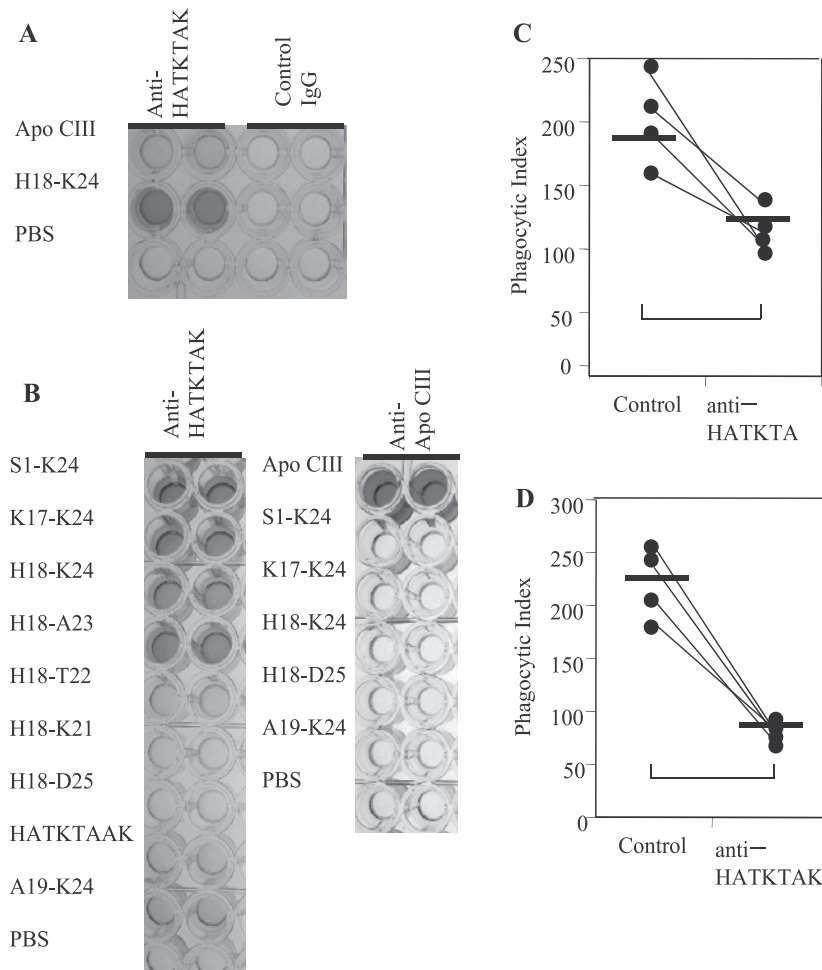 A
Anti-
HATKTAK
Control
IgG
Apo CIII
H18-K24
PBS
B
Anti-
HATKTAK
S1-K24
K17-K24
H18-K24
H18-A23
H18-T22
H18-K21
H18-D25
HATKTAAK
A19-K24
PBS
Anti-
Apo CIII
Apo CIII
S1-K24
K17-K24
H18-K24
H18-D25
A19-K24
PBS
C
Phagocytic Index
250
200
150
100
50
0
Control
anti—
HATKTA
D
Phagocytic Index
300
250
200
150
100
50
0
Control
anti—
HATKTAK